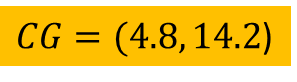 CG = (4.8, 14.2)